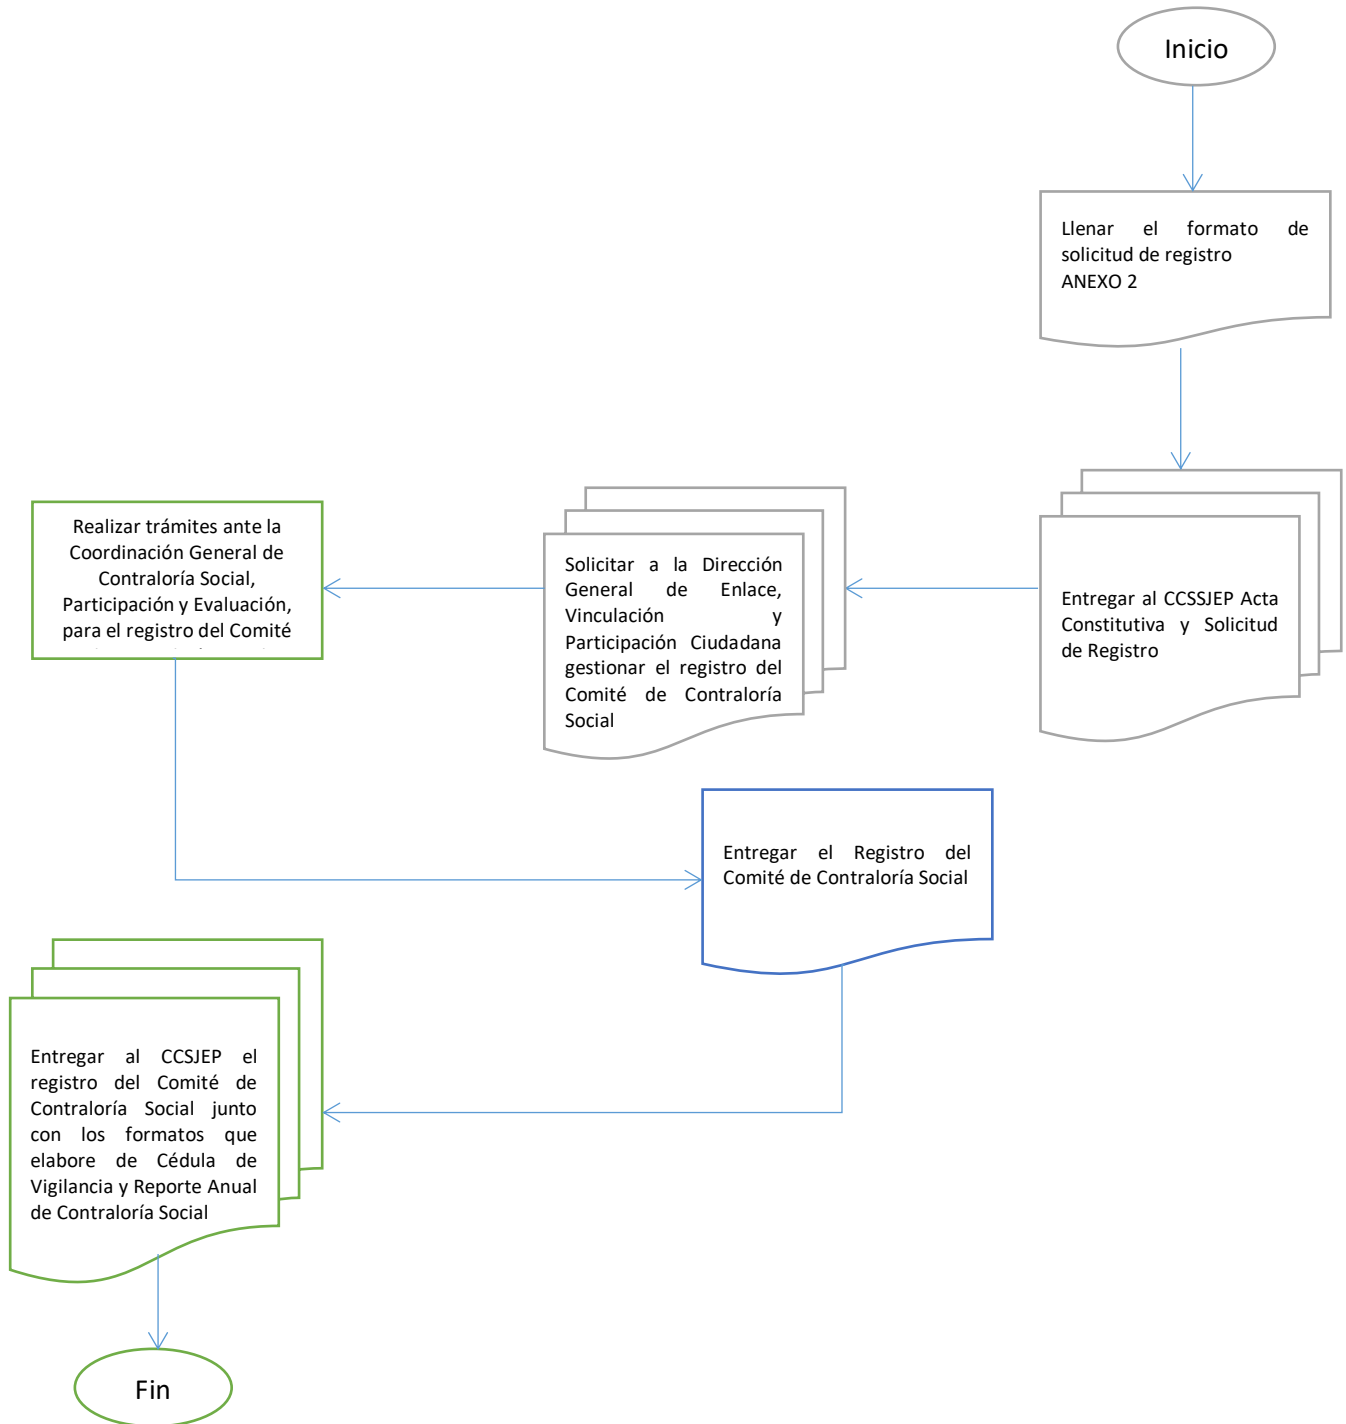 Inicio
Llenar el formato de
solicitud de registro
ANEXO 2
Entregar al CCSSJEP Acta
Constitutiva y Solicitud
de Registro
Solicitar a la Dirección
General de Enlace,
Vinculación y
Participación Ciudadana
gestionar el registro del
Comité de Contraloría
Social
Realizar trámites ante la
Coordinación General de
Contraloría Social,
Participación y Evaluación,
para el registro del Comité
Entregar el Registro del
Comité de Contraloría Social
Entregar al CCSJEP el
registro del Comité de
Contraloría Social junto
con los formatos que
elabore de Cédula de
Vigilancia y Reporte Anual
de Contraloría Social
Fin